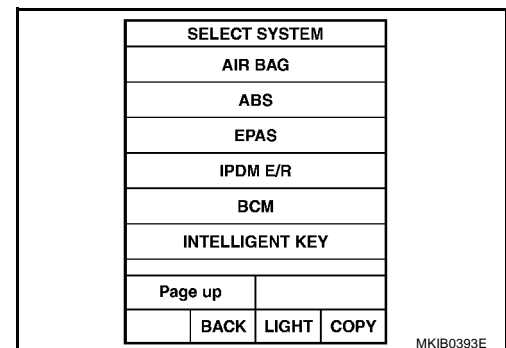 SELECT SYSTEM
AIR BAG
ABS
EPAS
IPDM E/R
BCM
INTELLIGENT KEY
Page up
BACK LIGHT COPY
MKIB0393E